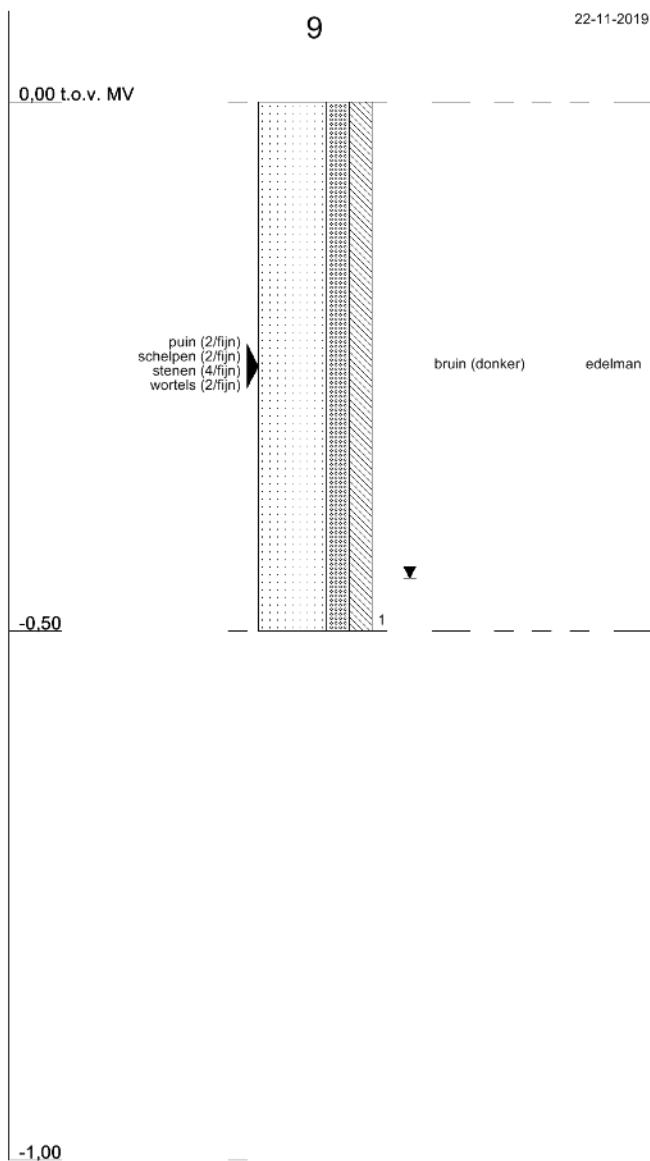 9
22-11-2019
0,00 t.o.v. MV
puin (2/fijn)
schelpen (2/fijn)
stenen (4/fijn)
wortels (2/fijn)
bruin (donker)
edelman
1
-0,50
-1,00